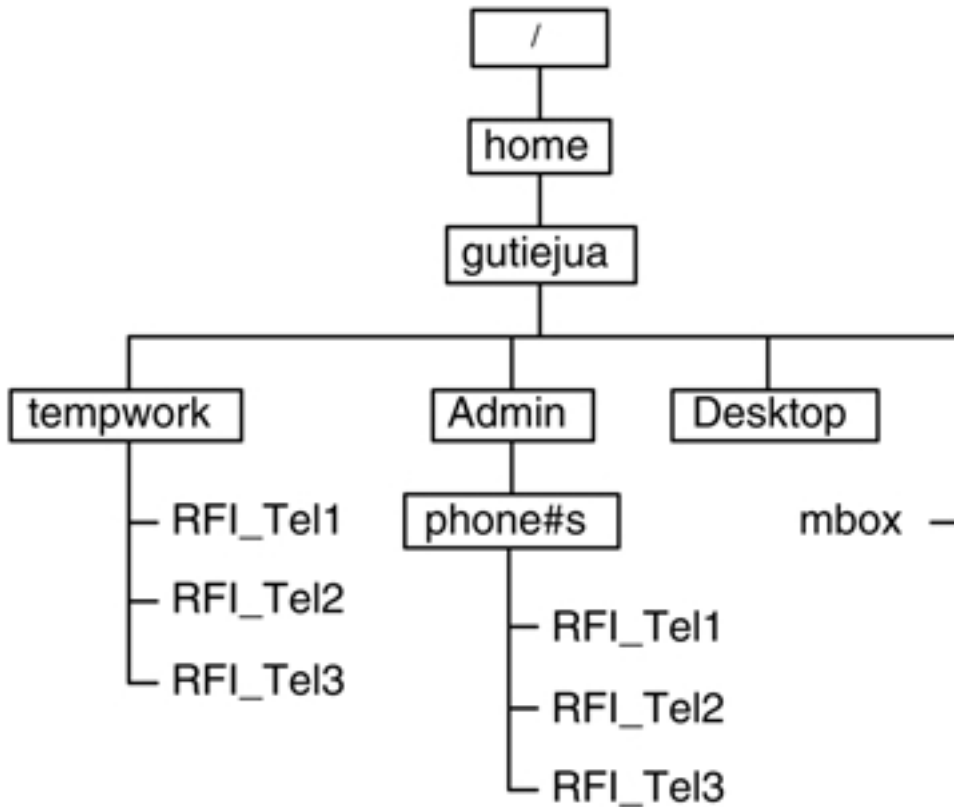 /
home
gutiejua
tempwork
Admin
Desktop
phone#s
mbox
RFI_Tel1
RFI_Tel2
RFI_Tel3
RFI_Tel1
RFI_Tel2
RFI_Tel3